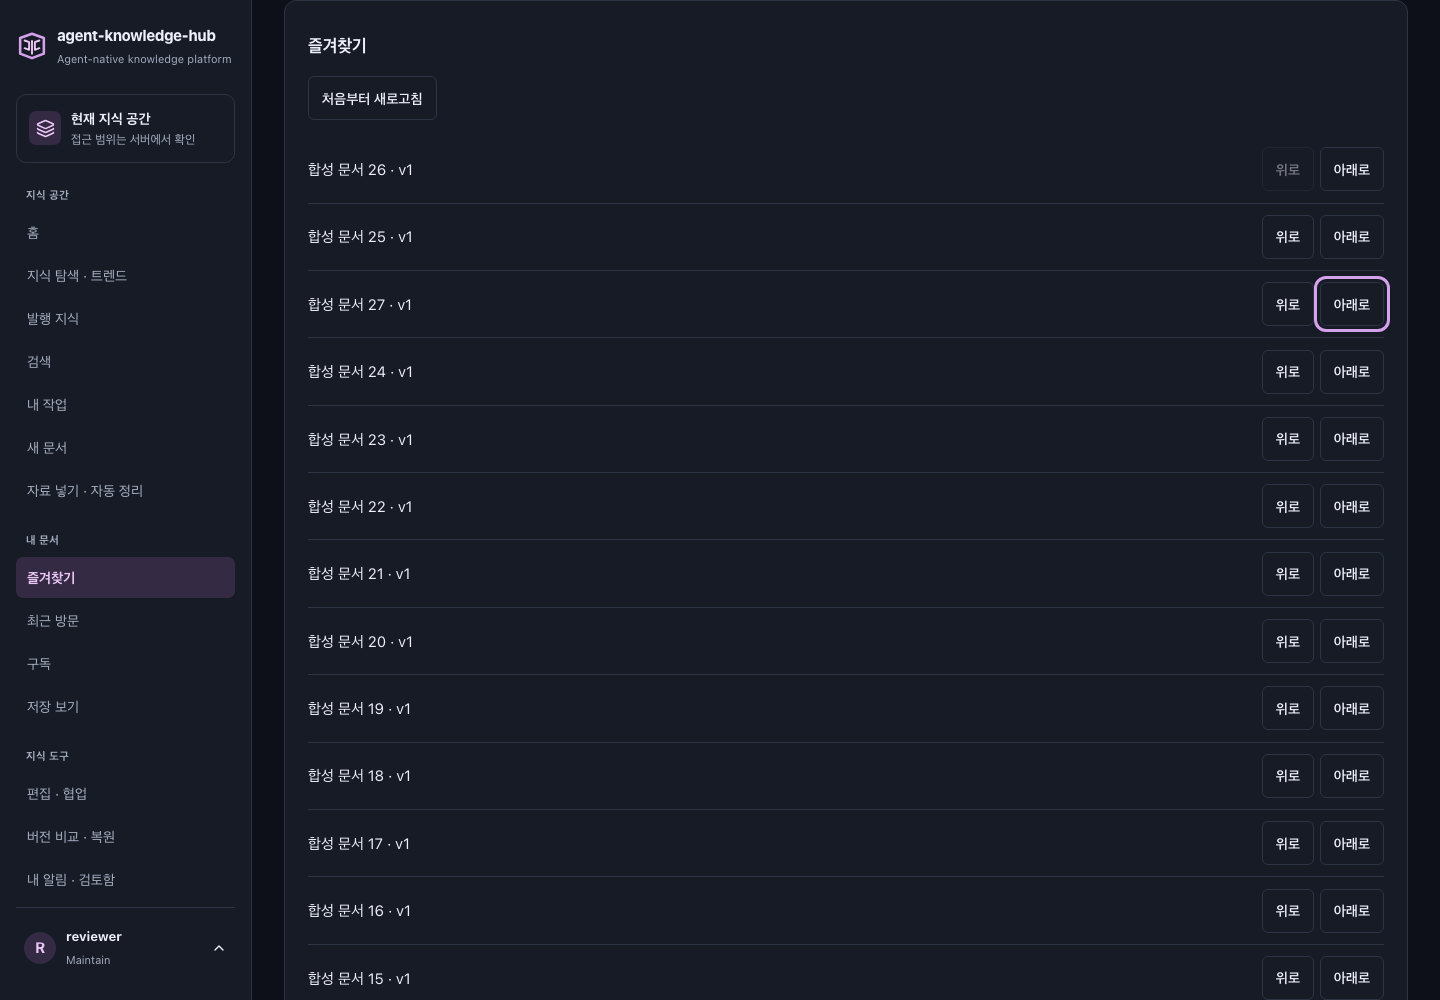 agent-knowledge-hub
Agent-native knowledge platform
현재 지식 공간
접근 범위는 서버에서 확인
지식 공간
홈
지식 탐색 · 트렌드
발행 지식
검색
내 작업
새 문서
자료 넣기 · 자동 정리
내 문서
즐겨찾기
최근 방문
구독
저장 보기
지식 도구
편집 · 협업
버전 비교 · 복원
내 알림 · 검토함
R
reviewer
Maintain
즐겨찾기
처음부터 새로고침
합성 문서 26 · v1 위로 아래로
합성 문서 25 · v1 위로 아래로
합성 문서 27 · v1 위로 아래로
합성 문서 24 · v1 위로 아래로
합성 문서 23 · v1 위로 아래로
합성 문서 22 · v1 위로 아래로
합성 문서 21 · v1 위로 아래로
합성 문서 20 · v1 위로 아래로
합성 문서 19 · v1 위로 아래로
합성 문서 18 · v1 위로 아래로
합성 문서 17 · v1 위로 아래로
합성 문서 16 · v1 위로 아래로
합성 문서 15 · v1 위로 아래로